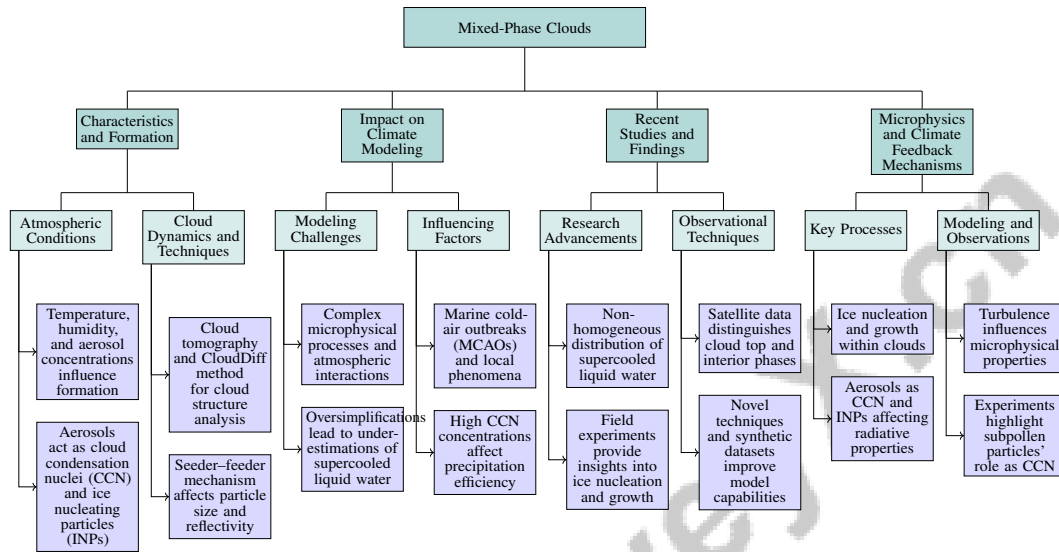 Mixed-Phase Clouds
Characteristics
and Formation
Impact on
Climate
Modeling
Recent
Studies and
Findings
Microphysics and
Climate
Feedback
Mechanisms
Atmospheric
Conditions
Cloud
Dynamics and
Techniques
Modeling
Challenges
Influencing
Factors
Research
Advancements
Observational
Techniques
Key Processes
Modeling and
Observations
Temperature,
humidity,
and aerosol
concentrations
influence
formation
Cloud
tomography
and CloudDiff
method
for cloud
structure
analysis
Complex
microphysical
processes and
atmospheric
interactions
Marine cold-
air outbreaks
(MCAOs) and
local
phenomena
Non-
homogeneous
distribution of
supercooled
liquid water
Satellite data
distinguishes
cloud top and
interior phases
Ice nucleation
and growth
within clouds
Turbulence
influences
microphysical
properties
Aerosols
act as cloud
condensation
nuclei (CCN)
and ice
nucleating
particles (INPs)
Seeder–feeder
mechanism
affects particle
size and
reflectivity
Oversimplifications
lead to under-
estimations of
supercooled
liquid water
High CCN
concentrations
affect
precipitation
efficiency
Field
experiments
provide
insights into
ice nucleation
and growth
Novel
techniques
and synthetic
datasets
improve
model
capabilities
Aerosols as
CCN and
INPs affecting
radiative
properties
Experiments
highlight
subpollen
particles'
role as CCN